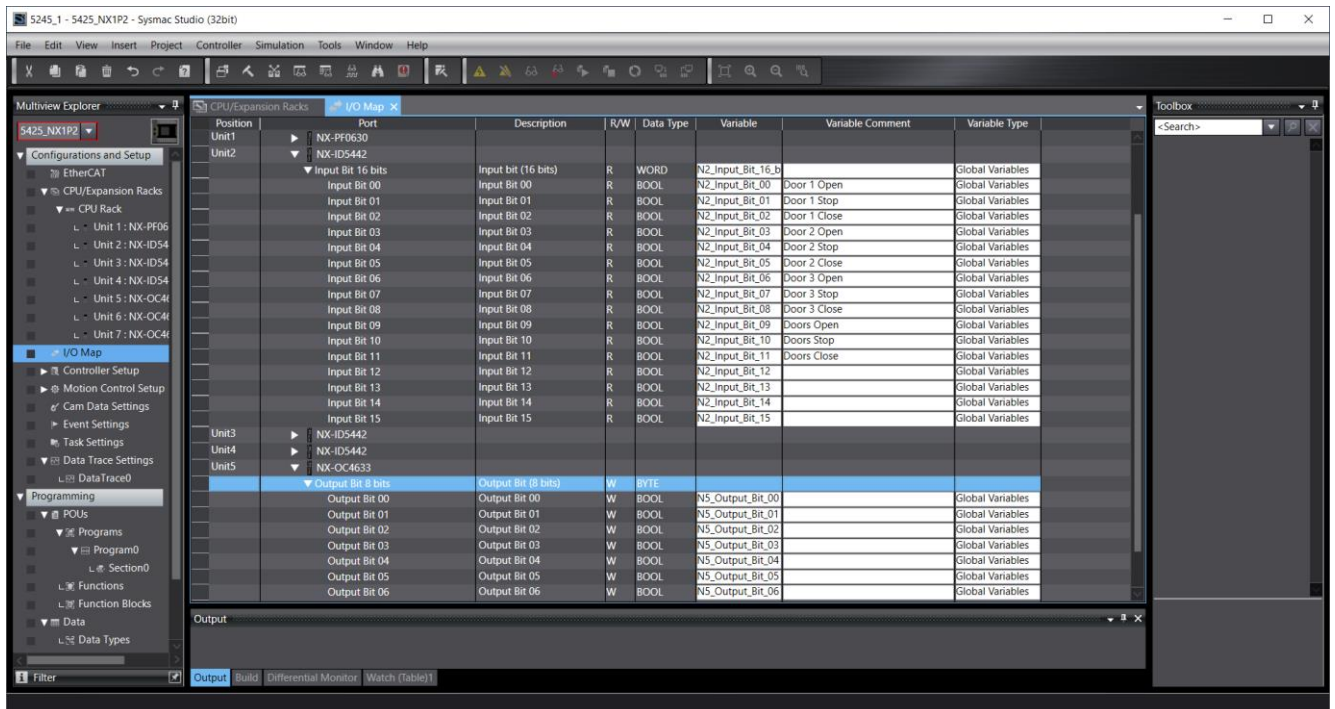 5245_1 - 5425_NX1P2 - Sysmac Studio (32bit)
File Edit View Insert Project Controller Simulation Tools Window Help
Multiview Explorer
5425_NX1P2
Configurations and Setup
EtherCAT
CPU/Expansion Racks
CPU Rack
Unit 1 : NX-PF06
Unit 2 : NX-ID54
Unit 3 : NX-ID54
Unit 4 : NX-ID54
Unit 5 : NX-OC46
Unit 6 : NX-OC46
Unit 7 : NX-OC46
I/O Map
Controller Setup
Motion Control Setup
Cam Data Settings
Event Settings
Task Settings
Data Trace Settings
DataTrace0
Programming
POUs
Programs
Program0
Section0
Functions
Function Blocks
Data
Data Types
Filter
CPU/Expansion Racks I/O Map
Position Port Description R/W Data Type Variable Variable Comment Variable Type
Unit1 NX-PF0630
Unit2 NX-ID5442
Input Bit 16 bits Input bit (16 bits) R WORD N2_Input_Bit_16_b Global Variables
Input Bit 00 Input Bit 00 R BOOL N2_Input_Bit_00 Door 1 Open Global Variables
Input Bit 01 Input Bit 01 R BOOL N2_Input_Bit_01 Door 1 Stop Global Variables
Input Bit 02 Input Bit 02 R BOOL N2_Input_Bit_02 Door 1 Close Global Variables
Input Bit 03 Input Bit 03 R BOOL N2_Input_Bit_03 Door 2 Open Global Variables
Input Bit 04 Input Bit 04 R BOOL N2_Input_Bit_04 Door 2 Stop Global Variables
Input Bit 05 Input Bit 05 R BOOL N2_Input_Bit_05 Door 2 Close Global Variables
Input Bit 06 Input Bit 06 R BOOL N2_Input_Bit_06 Door 3 Open Global Variables
Input Bit 07 Input Bit 07 R BOOL N2_Input_Bit_07 Door 3 Stop Global Variables
Input Bit 08 Input Bit 08 R BOOL N2_Input_Bit_08 Door 3 Close Global Variables
Input Bit 09 Input Bit 09 R BOOL N2_Input_Bit_09 Doors Open Global Variables
Input Bit 10 Input Bit 10 R BOOL N2_Input_Bit_10 Doors Stop Global Variables
Input Bit 11 Input Bit 11 R BOOL N2_Input_Bit_11 Doors Close Global Variables
Input Bit 12 Input Bit 12 R BOOL N2_Input_Bit_12 Global Variables
Input Bit 13 Input Bit 13 R BOOL N2_Input_Bit_13 Global Variables
Input Bit 14 Input Bit 14 R BOOL N2_Input_Bit_14 Global Variables
Input Bit 15 Input Bit 15 R BOOL N2_Input_Bit_15 Global Variables
Unit3 NX-ID5442
Unit4 NX-ID5442
Unit5 NX-OC4633
Output Bit 8 bits Output Bit (8 bits) W BYTE
Output Bit 00 Output Bit 00 W BOOL N5_Output_Bit_00 Global Variables
Output Bit 01 Output Bit 01 W BOOL N5_Output_Bit_01 Global Variables
Output Bit 02 Output Bit 02 W BOOL N5_Output_Bit_02 Global Variables
Output Bit 03 Output Bit 03 W BOOL N5_Output_Bit_03 Global Variables
Output Bit 04 Output Bit 04 W BOOL N5_Output_Bit_04 Global Variables
Output Bit 05 Output Bit 05 W BOOL N5_Output_Bit_05 Global Variables
Output Bit 06 Output Bit 06 W BOOL N5_Output_Bit_06 Global Variables
Output
Output Build Differential Monitor Watch (Table)1
Toolbox
<Search>